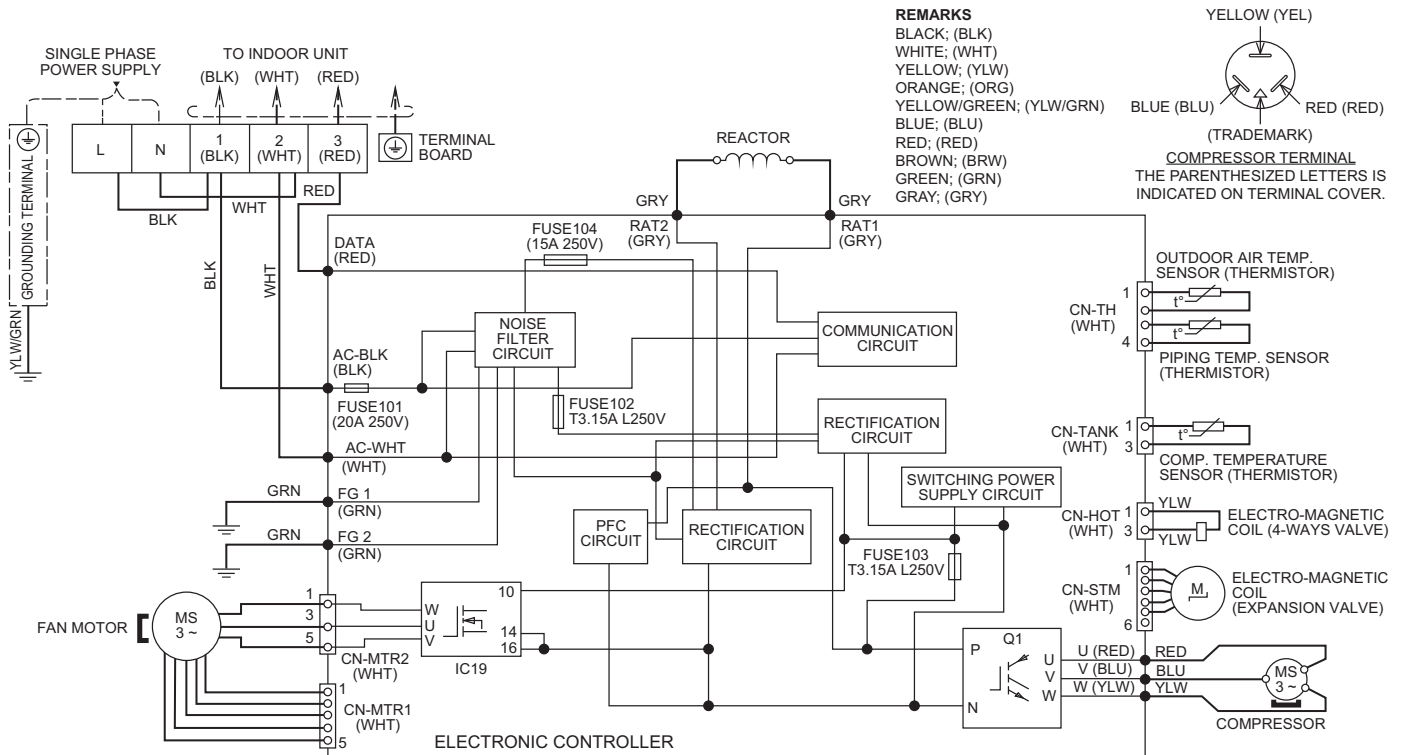 SINGLE PHASE
POWER SUPPLY
TO INDOOR UNIT
(BLK) (WHT) (RED)
L
N
1
(BLK)
2
(WHT)
3
(RED)
TERMINAL
BOARD
GROUNDING TERMINAL
YLW/GRN
BLK
WHT
RED
BLK
WHT
REMARKS
BLACK; (BLK)
WHITE; (WHT)
YELLOW; (YLW)
ORANGE; (ORG)
YELLOW/GREEN; (YLW/GRN)
BLUE; (BLU)
RED; (RED)
BROWN; (BRW)
GREEN; (GRN)
GRAY; (GRY)
YELLOW (YEL)
BLUE (BLU)
RED (RED)
(TRADEMARK)
COMPRESSOR TERMINAL
THE PARENTHESIZED LETTERS IS
INDICATED ON TERMINAL COVER.
REACTOR
GRY
GRY
RAT2
(GRY)
RAT1
(GRY)
DATA
(RED)
FUSE104
(15A 250V)
NOISE
FILTER
CIRCUIT
COMMUNICATION
CIRCUIT
AC-BLK
(BLK)
FUSE101
(20A 250V)
FUSE102
T3.15A L250V
RECTIFICATION
CIRCUIT
AC-WHT
(WHT)
SWITCHING POWER
SUPPLY CIRCUIT
GRN
FG 1
(GRN)
GRN
FG 2
(GRN)
PFC
CIRCUIT
RECTIFICATION
CIRCUIT
FUSE103
T3.15A L250V
FAN MOTOR
MS
3 ~
1
3
5
CN-MTR2
(WHT)
1
CN-MTR1
(WHT)
5
W
U
V
10
14
16
IC19
Q1
P
N
U
V
W
U (RED)
V (BLU)
W (YLW)
RED
BLU
YLW
MS
3 ~
COMPRESSOR
OUTDOOR AIR TEMP.
SENSOR (THERMISTOR)
CN-TH
(WHT)
1
4
t°
t°
PIPING TEMP. SENSOR
(THERMISTOR)
CN-TANK
(WHT)
1
3
t°
COMP. TEMPERATURE
SENSOR (THERMISTOR)
CN-HOT
(WHT)
1
3
YLW
YLW
ELECTRO-MAGNETIC
COIL (4-WAYS VALVE)
CN-STM
(WHT)
1
6
M
ELECTRO-MAGNETIC
COIL
(EXPANSION VALVE)
ELECTRONIC CONTROLLER